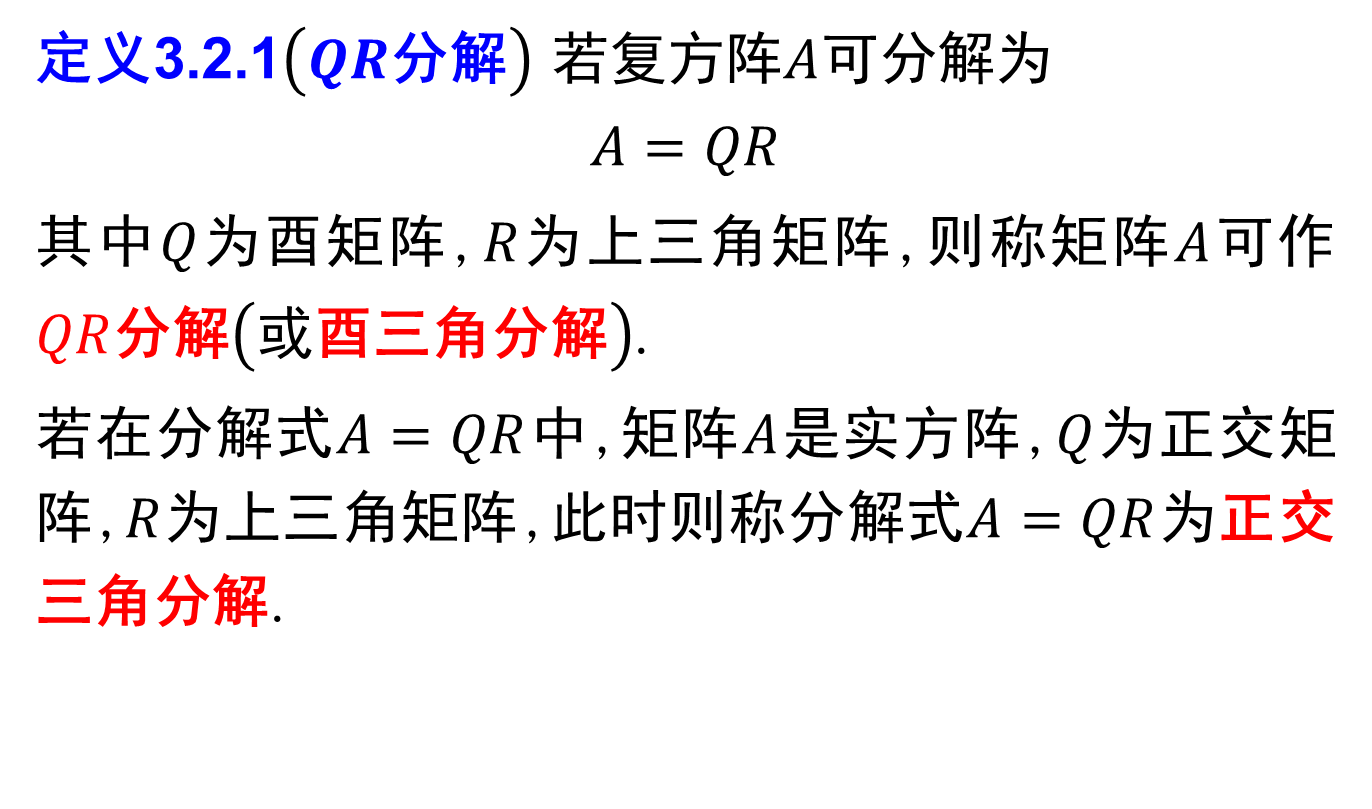 定义3.2.1(QR分解) 若复方阵A可分解为
A = QR
其中Q为酉矩阵, R为上三角矩阵, 则称矩阵A可作
QR分解(或酉三角分解).
若在分解式A = QR中, 矩阵A是实方阵, Q为正交矩
阵, R为上三角矩阵, 此时则称分解式A = QR为正交
三角分解.